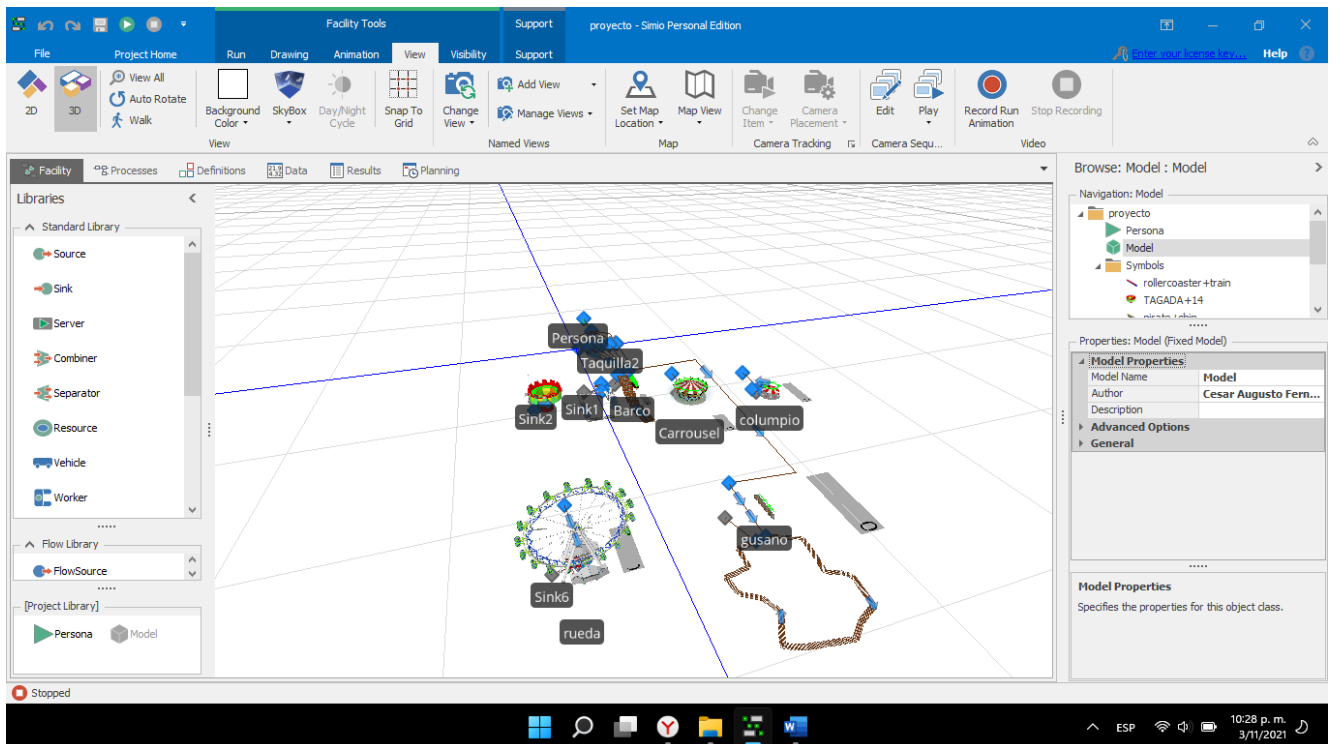 Facility Tools
Support
proyecto - Simio Personal Edition
File
Project Home
Run
Drawing
Animation
View
Visibility
Support
Enter your license key...
Help
2D
3D
View All
Auto Rotate
Walk
Background Color
SkyBox
Day/Night Cycle
Snap To Grid
Change View
Add View
Manage Views
Set Map Location
Map View
Change Item
Camera Placement
Edit
Play
Record Run Animation
Stop Recording
View
Named Views
Map
Camera Tracking
Camera Sequ...
Video
Facility
Processes
Definitions
Data
Results
Planning
Browse: Model : Model
Libraries
Standard Library
Source
Sink
Server
Combiner
Separator
Resource
Vehicle
Worker
Flow Library
FlowSource
[Project Library]
Persona
Model
Persona
Taquilla2
Sink2
Sink1
Barco
Carrousel
columpio
gusano
Sink6
rueda
Navigation: Model
proyecto
Persona
Model
Symbols
rollercoaster+train
TAGADA+14
Properties: Model (Fixed Model)
Model Properties
Model Name
Model
Author
Cesar Augusto Fern...
Description
Advanced Options
General
Model Properties
Specifies the properties for this object class.
Stopped
ESP
10:28 p. m.
3/11/2021